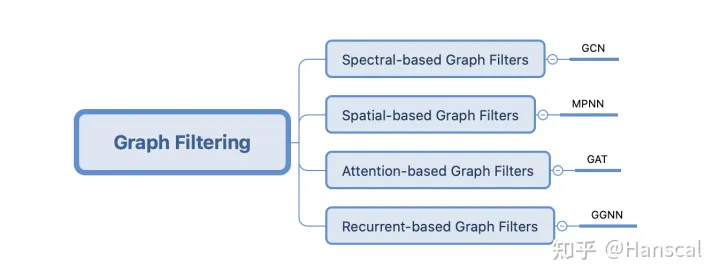 Graph Filtering
Spectral-based Graph Filters
GCN
Spatial-based Graph Filters
MPNN
Attention-based Graph Filters
GAT
Recurrent-based Graph Filters
GGNN
知乎 @Hanscal